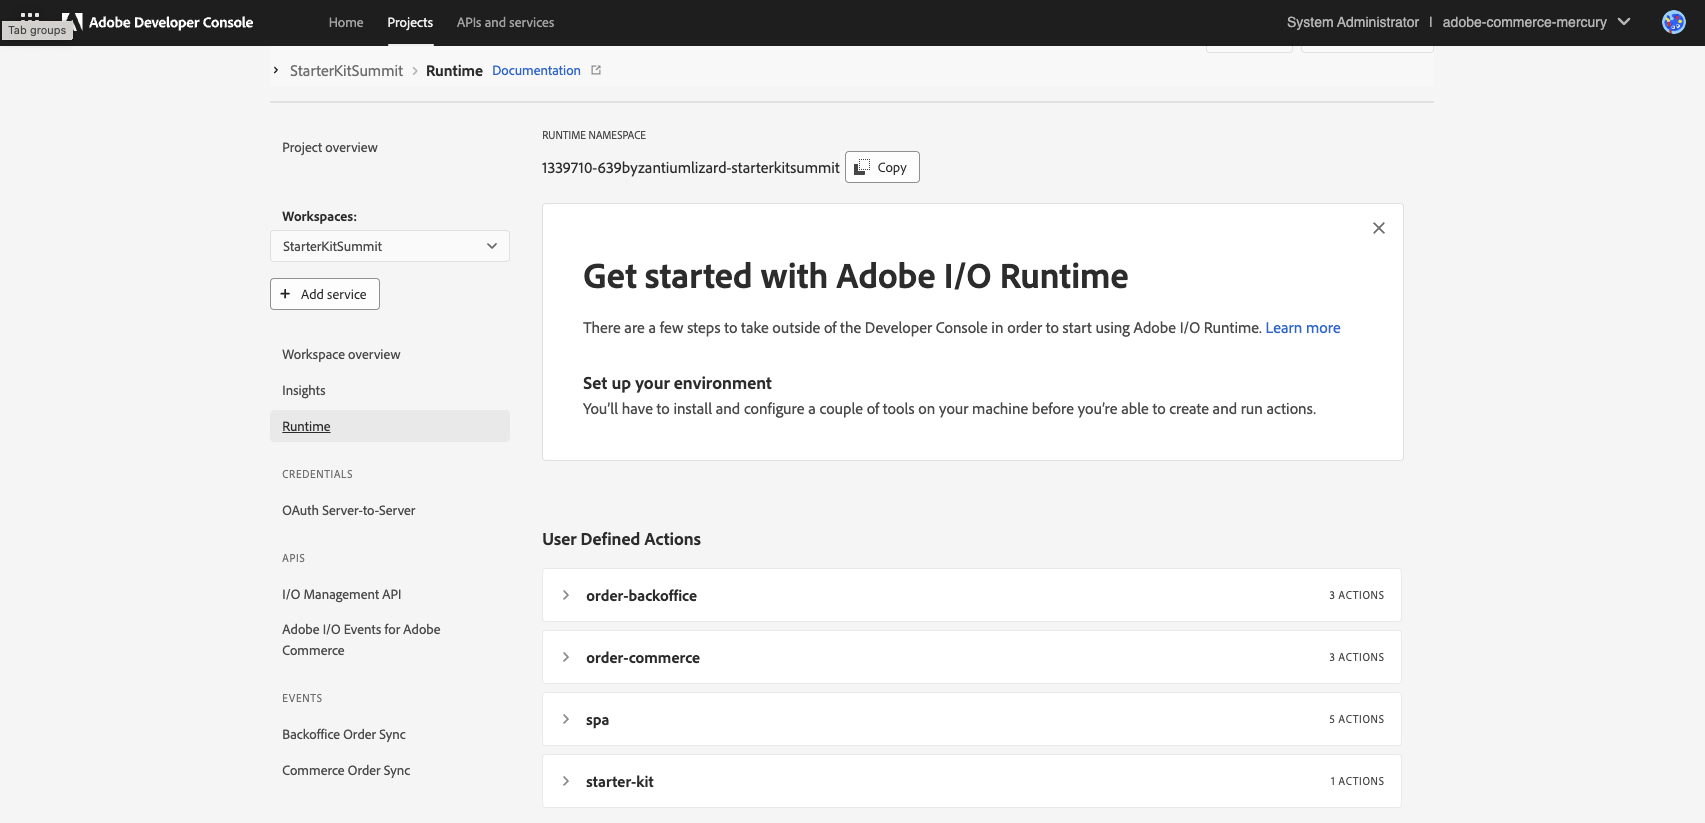 Tab groups
Adobe Developer Console
Home
Projects
APIs and services
System Administrator | adobe-commerce-mercury
StarterKitSummit > Runtime Documentation
Project overview
Workspaces:
StarterKitSummit
+ Add service
Workspace overview
Insights
Runtime
CREDENTIALS
OAuth Server-to-Server
APIS
I/O Management API
Adobe I/O Events for Adobe
Commerce
EVENTS
Backoffice Order Sync
Commerce Order Sync
RUNTIME NAMESPACE
1339710-639byzantiumlizard-starterkitsummit
Copy
Get started with Adobe I/O Runtime
There are a few steps to take outside of the Developer Console in order to start using Adobe I/O Runtime. Learn more
Set up your environment
You'll have to install and configure a couple of tools on your machine before you're able to create and run actions.
User Defined Actions
order-backoffice 3 ACTIONS
order-commerce 3 ACTIONS
spa 5 ACTIONS
starter-kit 1 ACTIONS